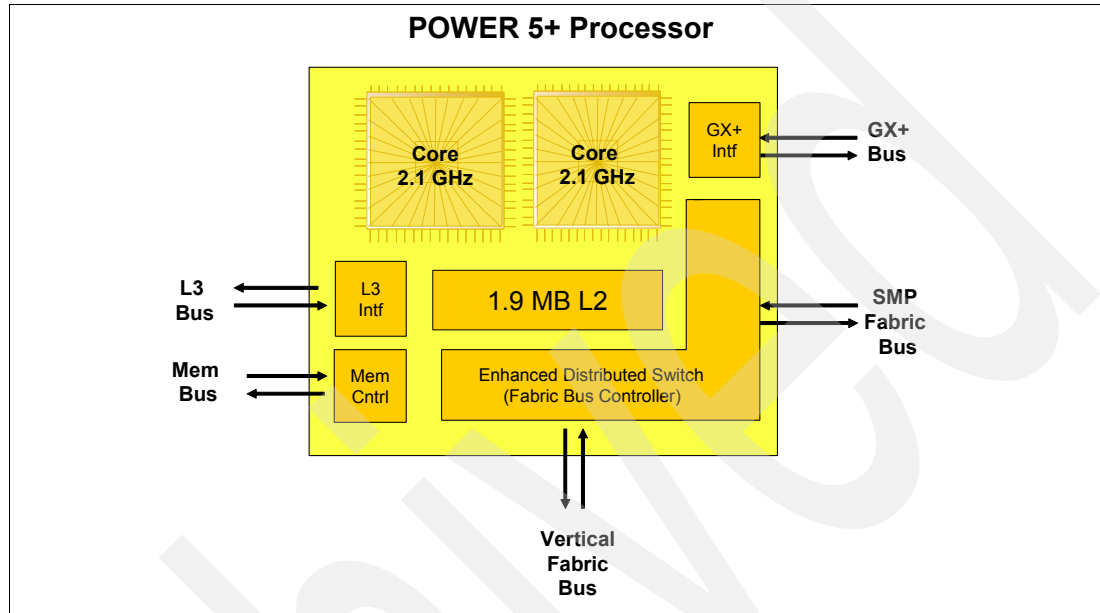 POWER 5+ Processor
Core
2.1 GHz
Core
2.1 GHz
GX+
Intf
GX+
Bus
L3
Bus
L3
Intf
1.9 MB L2
SMP
Fabric
Bus
Mem
Bus
Mem
Cntrl
Enhanced Distributed Switch
(Fabric Bus Controller)
Vertical
Fabric
Bus